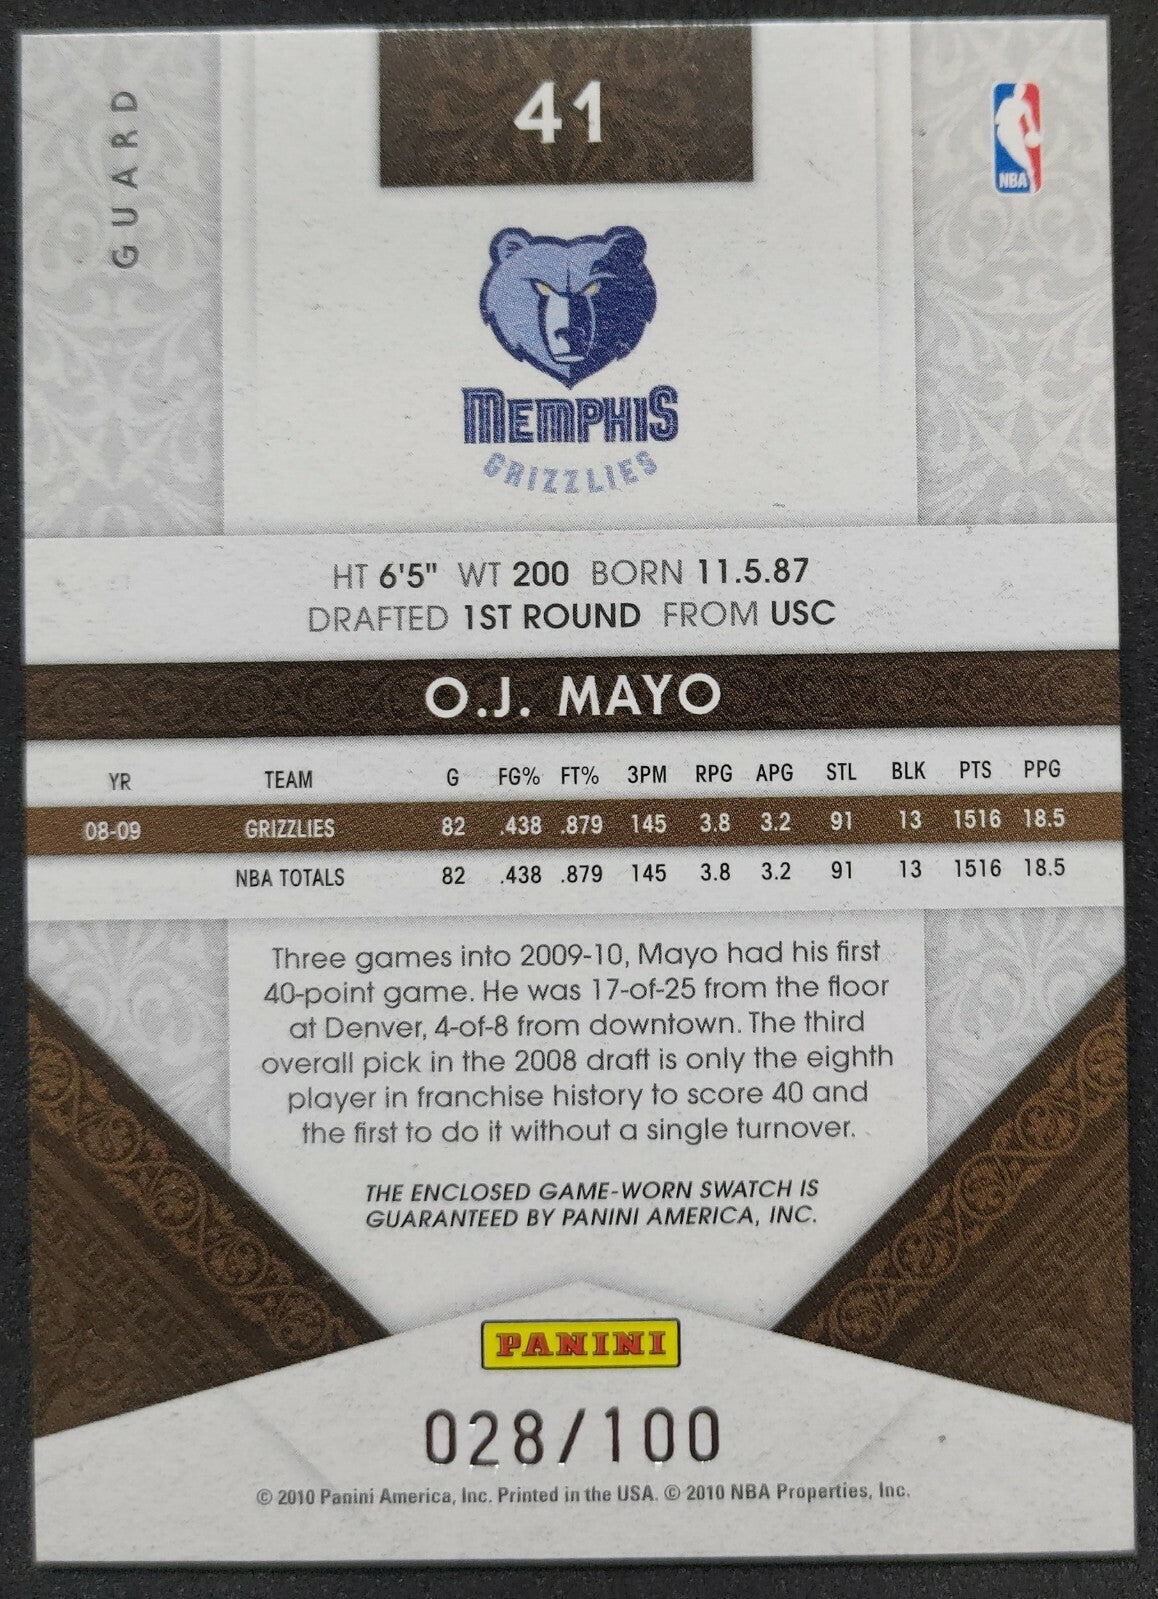 GUARD
41
NBA
MEMPHIS
GRIZZLIES
HT 6'5" WT 200 BORN 11.5.87
DRAFTED 1ST ROUND FROM USC
O.J. MAYO
YR TEAM G FG% FT% 3PM RPG APG STL BLK PTS PPG
08-09 GRIZZLIES 82 .438 .879 145 3.8 3.2 91 13 1516 18.5
NBA TOTALS 82 .438 .879 145 3.8 3.2 91 13 1516 18.5
Three games into 2009-10, Mayo had his first
40-point game. He was 17-of-25 from the floor
at Denver, 4-of-8 from downtown. The third
overall pick in the 2008 draft is only the eighth
player in franchise history to score 40 and
the first to do it without a single turnover.
THE ENCLOSED GAME-WORN SWATCH IS
GUARANTEED BY PANINI AMERICA, INC.
PANINI
028/100
© 2010 Panini America, Inc. Printed in the USA. © 2010 NBA Properties, Inc.